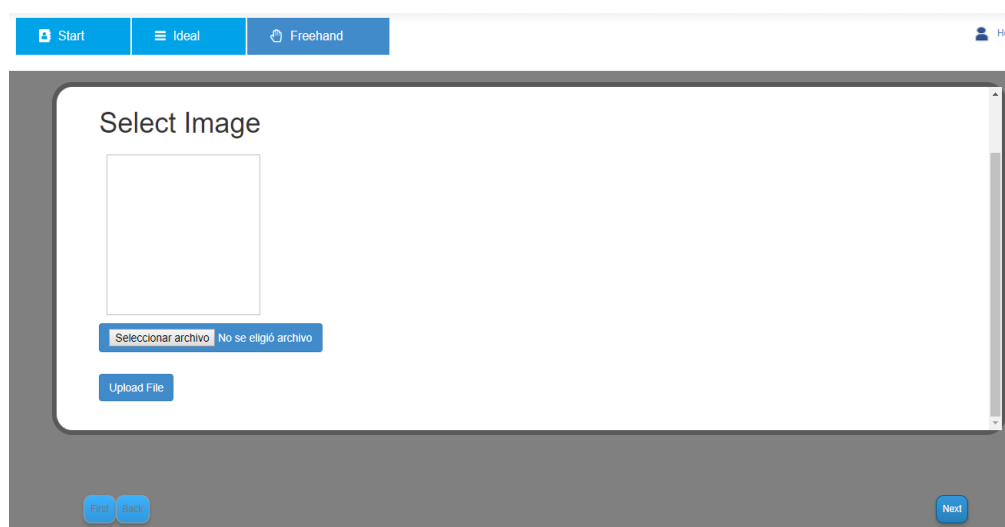 Start
Ideal
Freehand
Select Image
Seleccionar archivo No se eligió archivo
Upload File
First
Back
Next